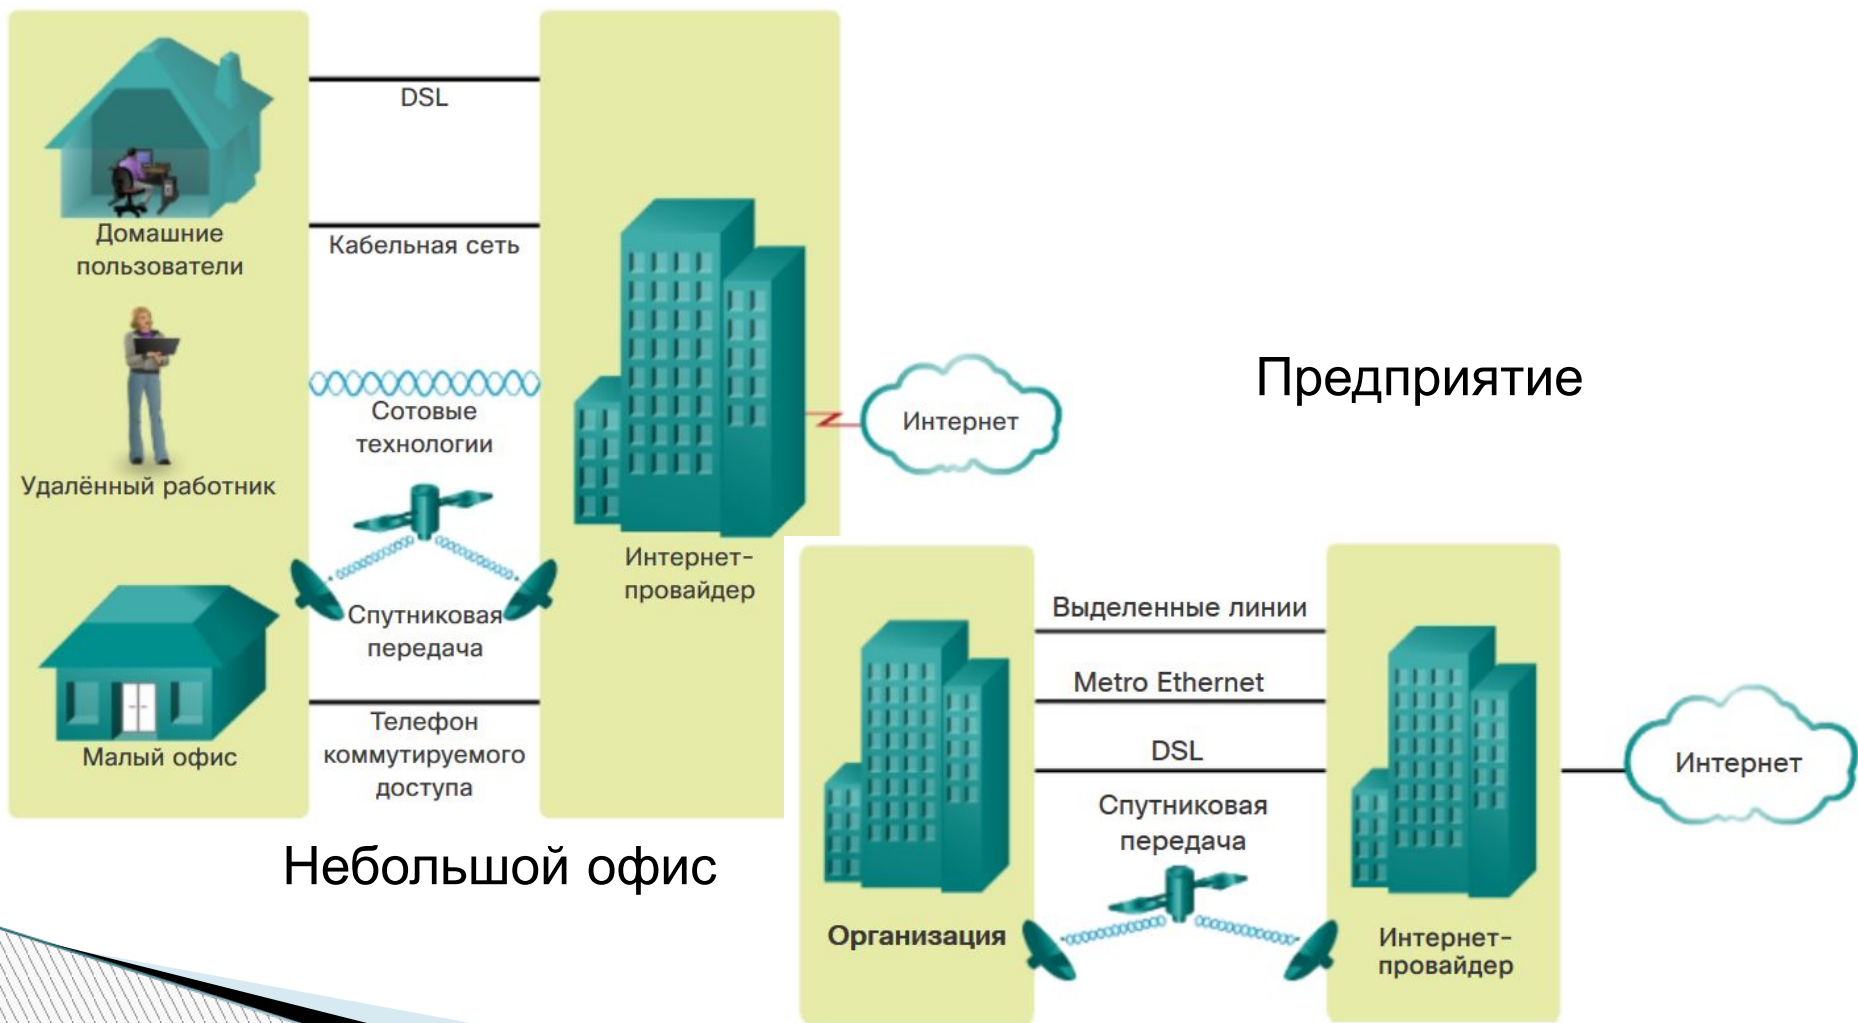 DSL
Домашние
пользователи
Кабельная сеть
Сотовые
технологии
Удалённый работник
Спутниковая
передача
Малый офис
Телефон
коммутируемого
доступа
Интернет-
провайдер
Интернет
Небольшой офис
Предприятие
Выделенные линии
Metro Ethernet
DSL
Спутниковая
передача
Организация
Интернет-
провайдер
Интернет